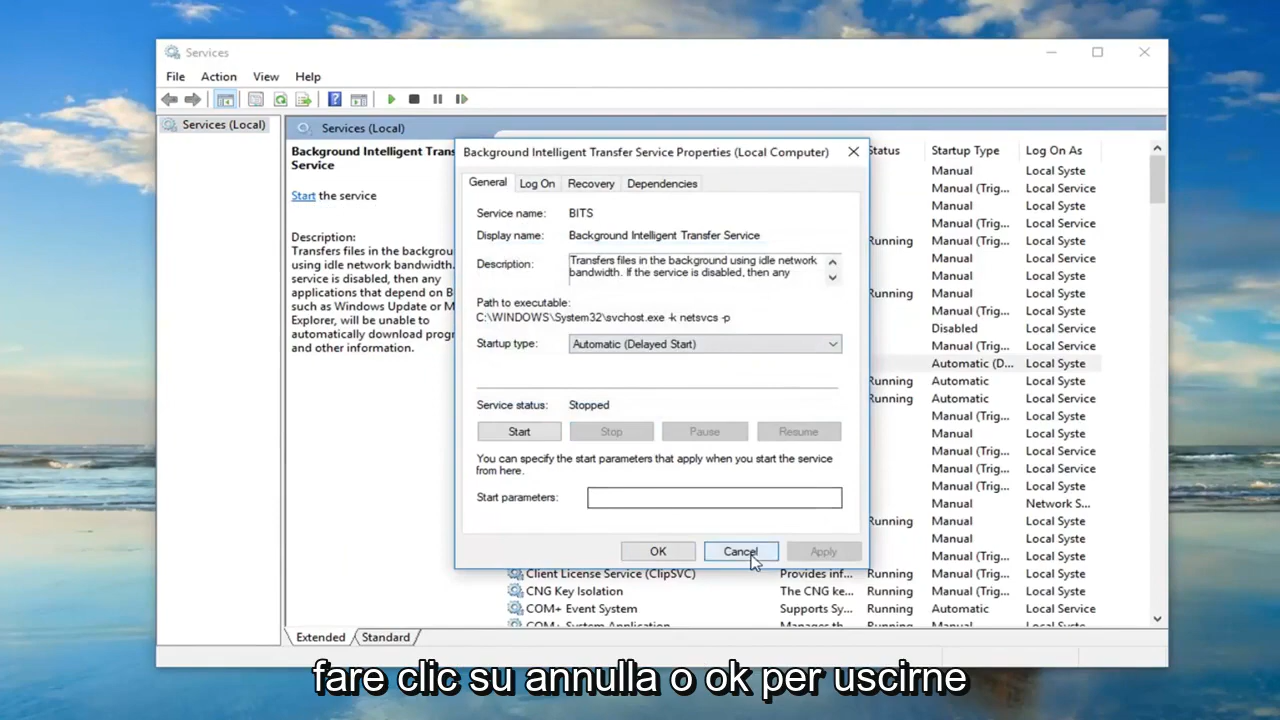 Services
File Action View Help
Services (Local)
Services (Local)
Background Intelligent Trans
Service
Start the service
Description:
Transfers files in the backgrou
using idle network bandwidth.
service is disabled, then any
applications that depend on B
such as Windows Update or M
Explorer, will be unable to
automatically download progr
and other information.
Background Intelligent Transfer Service Properties (Local Computer)
General Log On Recovery Dependencies
Service name: BITS
Display name: Background Intelligent Transfer Service
Description: Transfers files in the background using idle network
bandwidth. If the service is disabled, then any
Path to executable:
C:\WINDOWS\System32\svchost.exe -k netsvcs -p
Startup type: Automatic (Delayed Start)
Service status: Stopped
Start Stop Pause Resume
You can specify the start parameters that apply when you start the service
from here.
Start parameters:
OK Cancel Apply
Status Startup Type Log On As
Manual Local Syste
Manual (Trig... Local Service
Manual Local Syste
Manual (Trig... Local Service
Running Manual (Trig... Local Syste
Manual (Trig... Local Service
Manual Local Syste
Running Manual Local Syste
Manual (Trig... Local Syste
Disabled Local Syste
Manual (Trig... Local Service
Automatic (D... Local Syste
Running Automatic Local Service
Running Automatic Local Service
Manual (Trig... Local Syste
Manual Local Syste
Manual (Trig... Local Service
Manual (Trig... Local Syste
Manual (Trig... Local Syste
Manual Network S...
Running Manual Local Syste
Manual Local Syste
Manual (Trig... Local Syste
Client License Service (ClipSVC) Provides inf... Running Manual (Trig... Local Syste
CNG Key Isolation The CNG ke... Running Manual (Trig... Local Syste
COM+ Event System Supports Sy... Running Automatic Local Service
COM+ System Application Manages th... Manual Local Syste
Extended Standard
fare clic su annulla o ok per uscirne